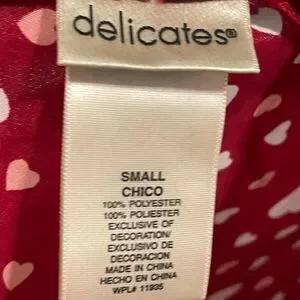 delicates®
SMALL
CHICO
100% POLYESTER
100% POLIESTER
EXCLUSIVE OF
DECORATION/
EXCLUSIVO DE
DECORACION
MADE IN CHINA
HECHO EN CHINA
WPL# 11935